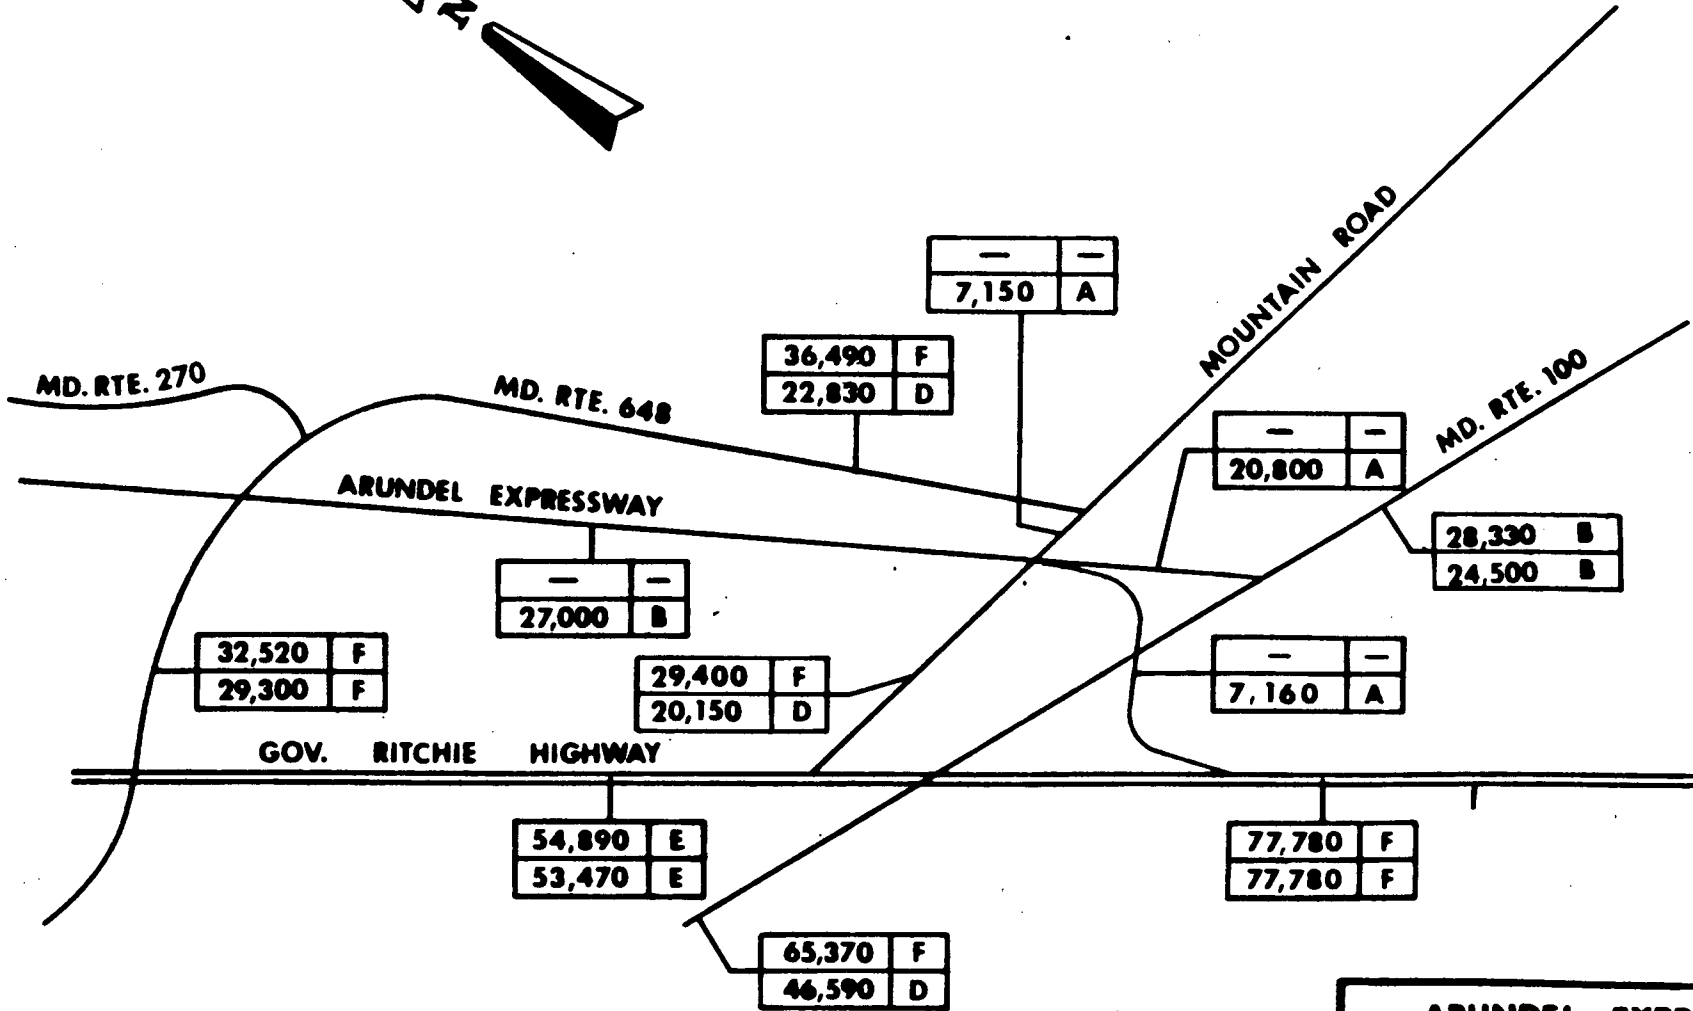 N
— —
7,150 A
MOUNTAIN ROAD
36,490 F
22,830 D
MD. RTE. 270
MD. RTE. 648
MD. RTE. 100
— —
20,800 A
ARUNDEL EXPRESSWAY
28,330 B
24,500 B
— —
27,000 B
32,520 F
29,300 F
29,400 F
20,150 D
— —
7,160 A
GOV. RITCHIE HIGHWAY
54,890 E
53,470 E
77,780 F
77,780 F
65,370 F
46,590 D
ARUNDEL